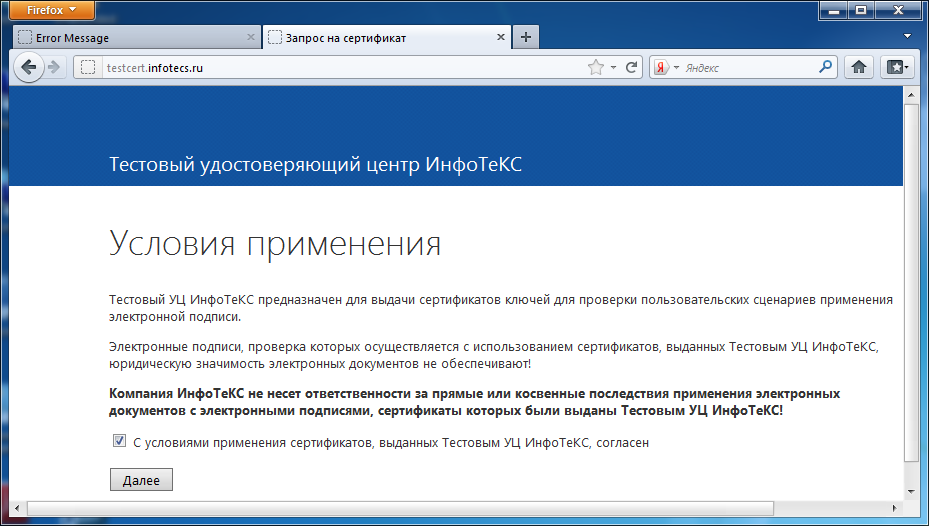 Firefox
Error Message
Запрос на сертификат
testcert.infotecs.ru
Я
Яндекс
Тестовый удостоверяющий центр ИнфоТеКС
Условия применения
Тестовый УЦ ИнфоТеКС предназначен для выдачи сертификатов ключей для проверки пользовательских сценариев применения
электронной подписи.
Электронные подписи, проверка которых осуществляется с использованием сертификатов, выданных Тестовым УЦ ИнфоТеКС,
юридическую значимость электронных документов не обеспечивают!
Компания ИнфоТеКС не несет ответственности за прямые или косвенные последствия применения электронных
документов с электронными подписями, сертификаты которых были выданы Тестовым УЦ ИнфоТеКС!
С условиями применения сертификатов, выданных Тестовым УЦ ИнфоТеКС, согласен
Далее